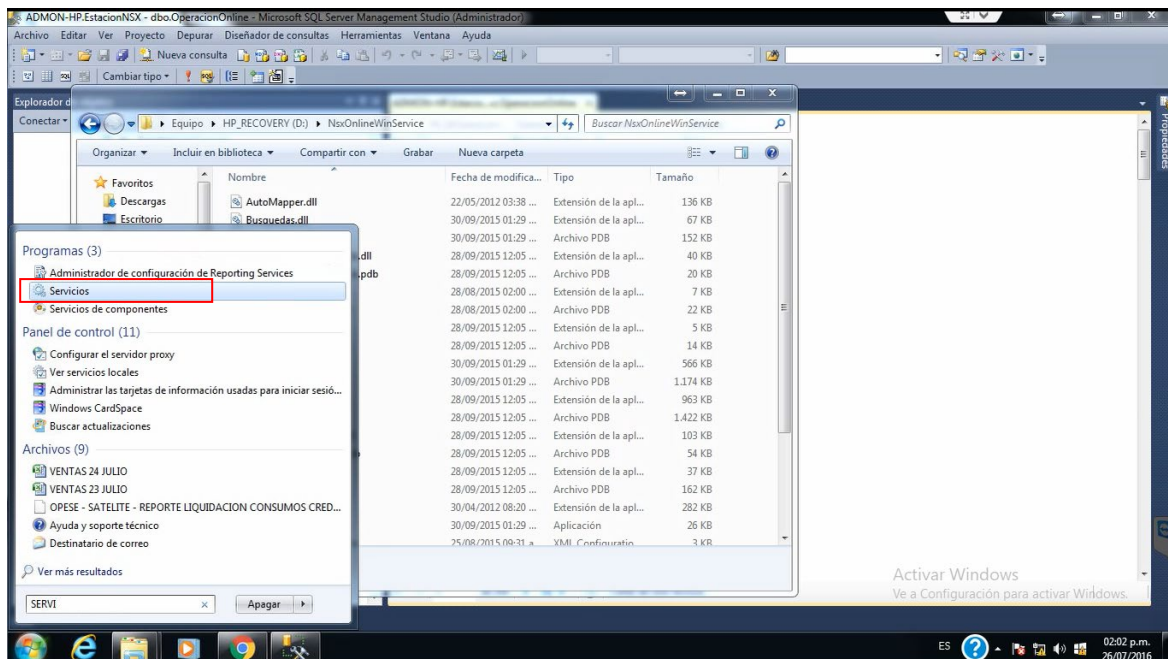 ADMON-HP.EstacionNSX - dbo.OperacionOnline - Microsoft SQL Server Management Studio (Administrador)
Archivo Editar Ver Proyecto Depurar Diseñador de consultas Herramientas Ventana Ayuda
Nueva consulta
Cambiar tipo
Explorador d
Conectar
Propiedades
Equipo HP_RECOVERY (D:) NsxOnlineWinService
Buscar NsxOnlineWinService
Organizar Incluir en biblioteca Compartir con Grabar Nueva carpeta
Favoritos
Descargas
Escritorio
Nombre Fecha de modifica... Tipo Tamaño
AutoMapper.dll 22/05/2012 03:38 ... Extensión de la apl... 136 KB
Busquedas.dll 30/09/2015 01:29 ... Extensión de la apl... 67 KB
30/09/2015 01:29 ... Archivo PDB 152 KB
.dll 28/09/2015 12:05 ... Extensión de la apl... 40 KB
.pdb 28/09/2015 12:05 ... Archivo PDB 20 KB
28/08/2015 02:00 ... Extensión de la apl... 7 KB
28/08/2015 02:00 ... Archivo PDB 22 KB
28/09/2015 12:05 ... Extensión de la apl... 5 KB
28/09/2015 12:05 ... Archivo PDB 14 KB
30/09/2015 01:29 ... Extensión de la apl... 566 KB
30/09/2015 01:29 ... Archivo PDB 1.174 KB
28/09/2015 12:05 ... Extensión de la apl... 963 KB
28/09/2015 12:05 ... Archivo PDB 1.422 KB
28/09/2015 12:05 ... Extensión de la apl... 103 KB
28/09/2015 12:05 ... Archivo PDB 54 KB
28/09/2015 12:05 ... Extensión de la apl... 37 KB
28/09/2015 12:05 ... Archivo PDB 162 KB
30/04/2012 08:20 ... Extensión de la apl... 282 KB
30/09/2015 01:29 ... Aplicación 26 KB
25/08/2015 09:31 a... XML Configuratio... 3 KB
Programas (3)
Administrador de configuración de Reporting Services
Servicios
Servicios de componentes
Panel de control (11)
Configurar el servidor proxy
Ver servicios locales
Administrar las tarjetas de información usadas para iniciar sesió...
Windows CardSpace
Buscar actualizaciones
Archivos (9)
VENTAS 24 JULIO
VENTAS 23 JULIO
OPESE - SATELITE - REPORTE LIQUIDACION CONSUMOS CRED...
Ayuda y soporte técnico
Destinatario de correo
Ver más resultados
SERVI
Apagar
Activar Windows
Ve a Configuración para activar Windows.
ES
02:02 p.m.
26/07/2016